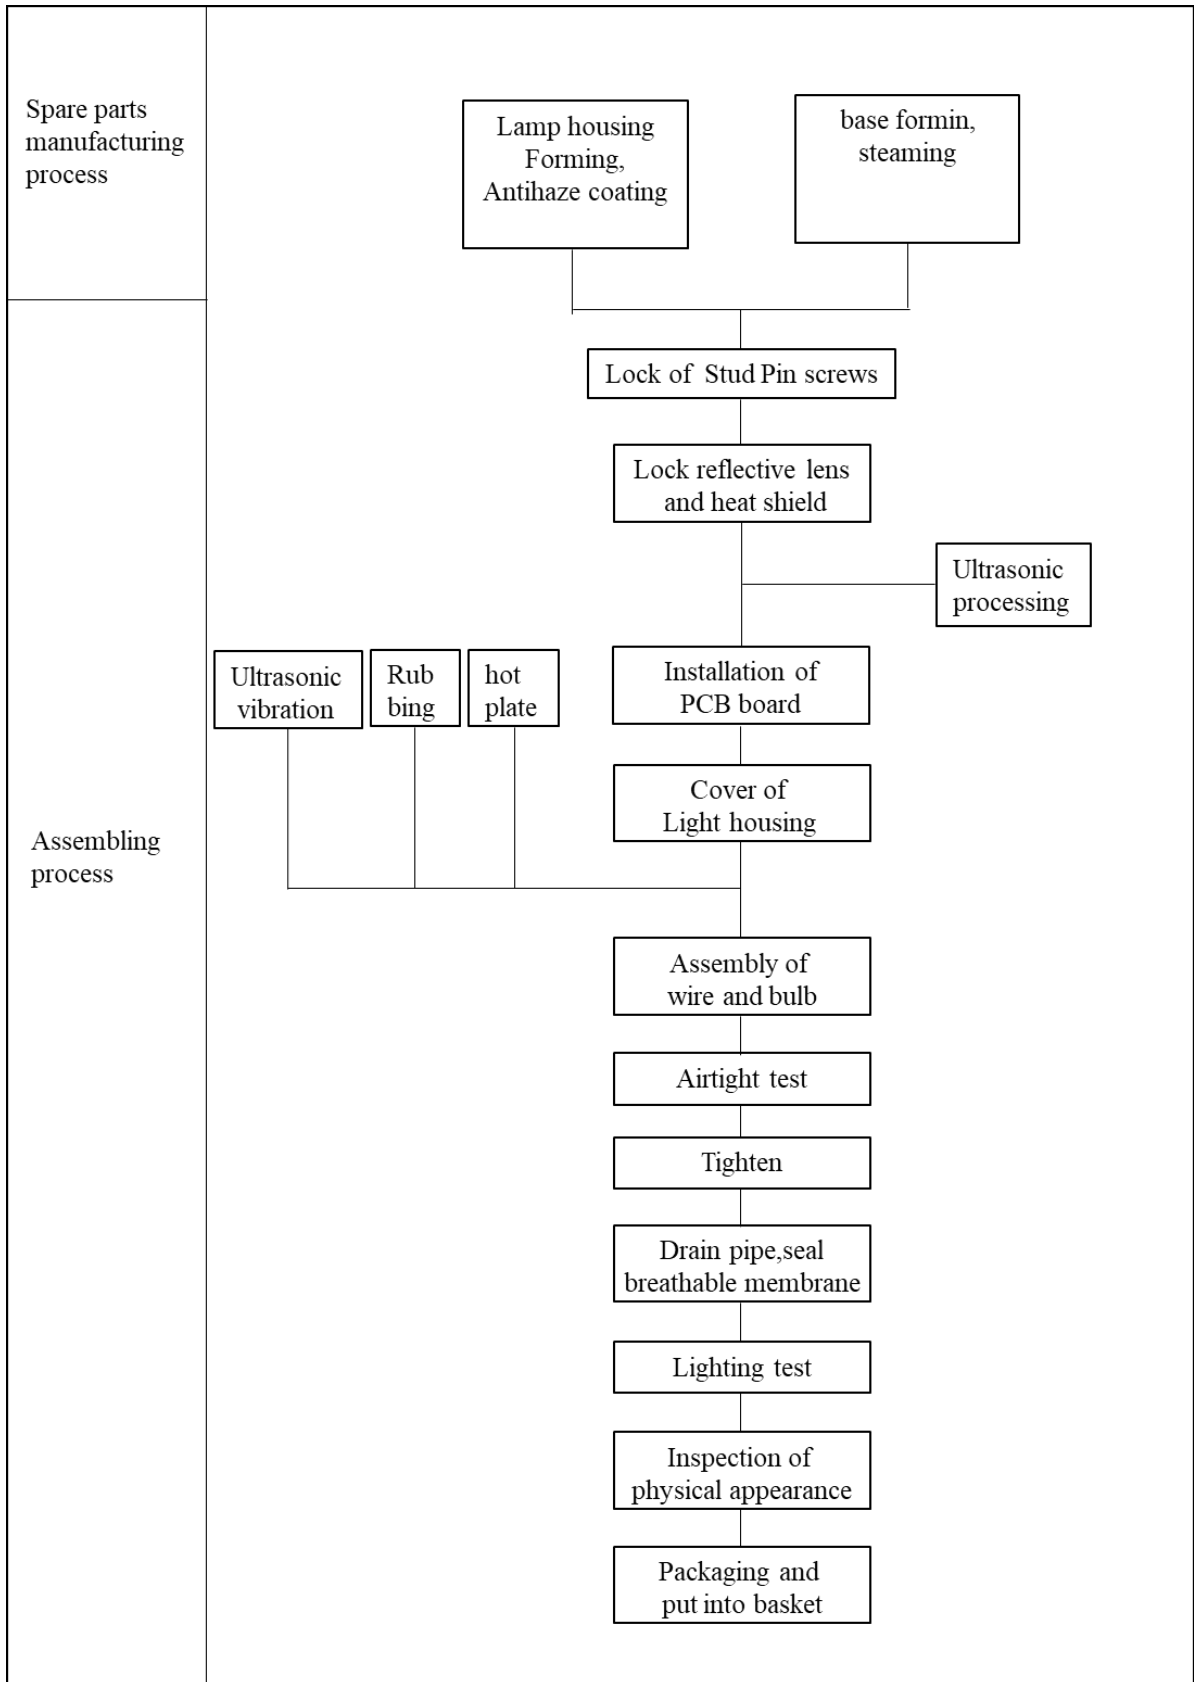 Spare parts
manufacturing
process
Lamp housing
Forming,
Antihaze coating
base formin,
steaming
Lock of Stud Pin screws
Lock reflective lens
and heat shield
Ultrasonic
processing
Assembling
process
Ultrasonic
vibration
Rub
bing
hot
plate
Installation of
PCB board
Cover of
Light housing
Assembly of
wire and bulb
Airtight test
Tighten
Drain pipe,seal
breathable membrane
Lighting test
Inspection of
physical appearance
Packaging and
put into basket